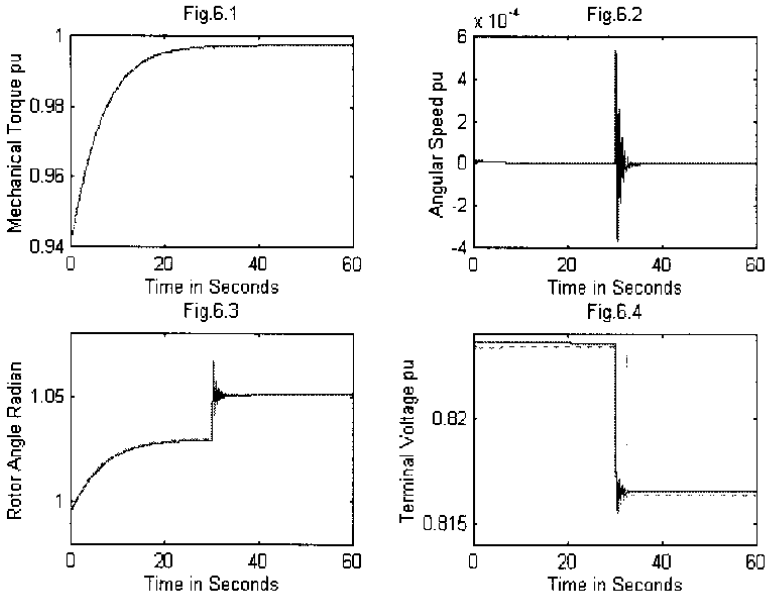 Fig.6.1
Mechanical Torque pu
1
0.98
0.96
0.94
0 20 40 60
Time in Seconds
Fig.6.2
x 10⁻⁴
Angular Speed pu
6
4
2
0
-2
-4
0 20 40 60
Time in Seconds
Fig.6.3
Rotor Angle Radian
1.05
1
0 20 40 60
Time in Seconds
Fig.6.4
Terminal Voltage pu
0.82
0.815
0 20 40 60
Time in Seconds